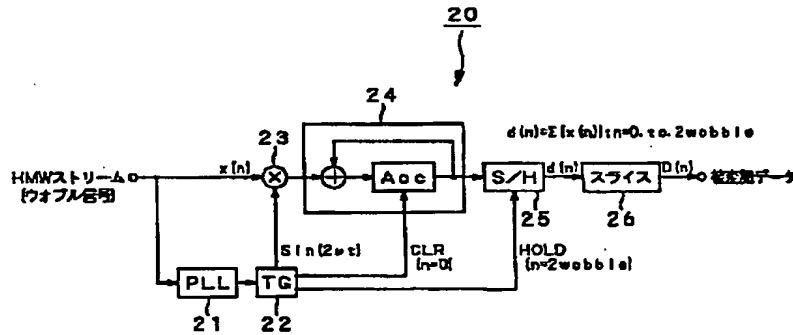 20
24
d(n)=Σ[x(n)]:n=0.to.2wobble
23
HMWストリーム
(ウォブル信号)
x(n)
Acc
S/H
d(n)
スライス
D(n)
被変調データ
25
26
Sin(2ωt)
CLR
(n=0)
HOLD
(n=2wobble)
PLL
TG
21
22